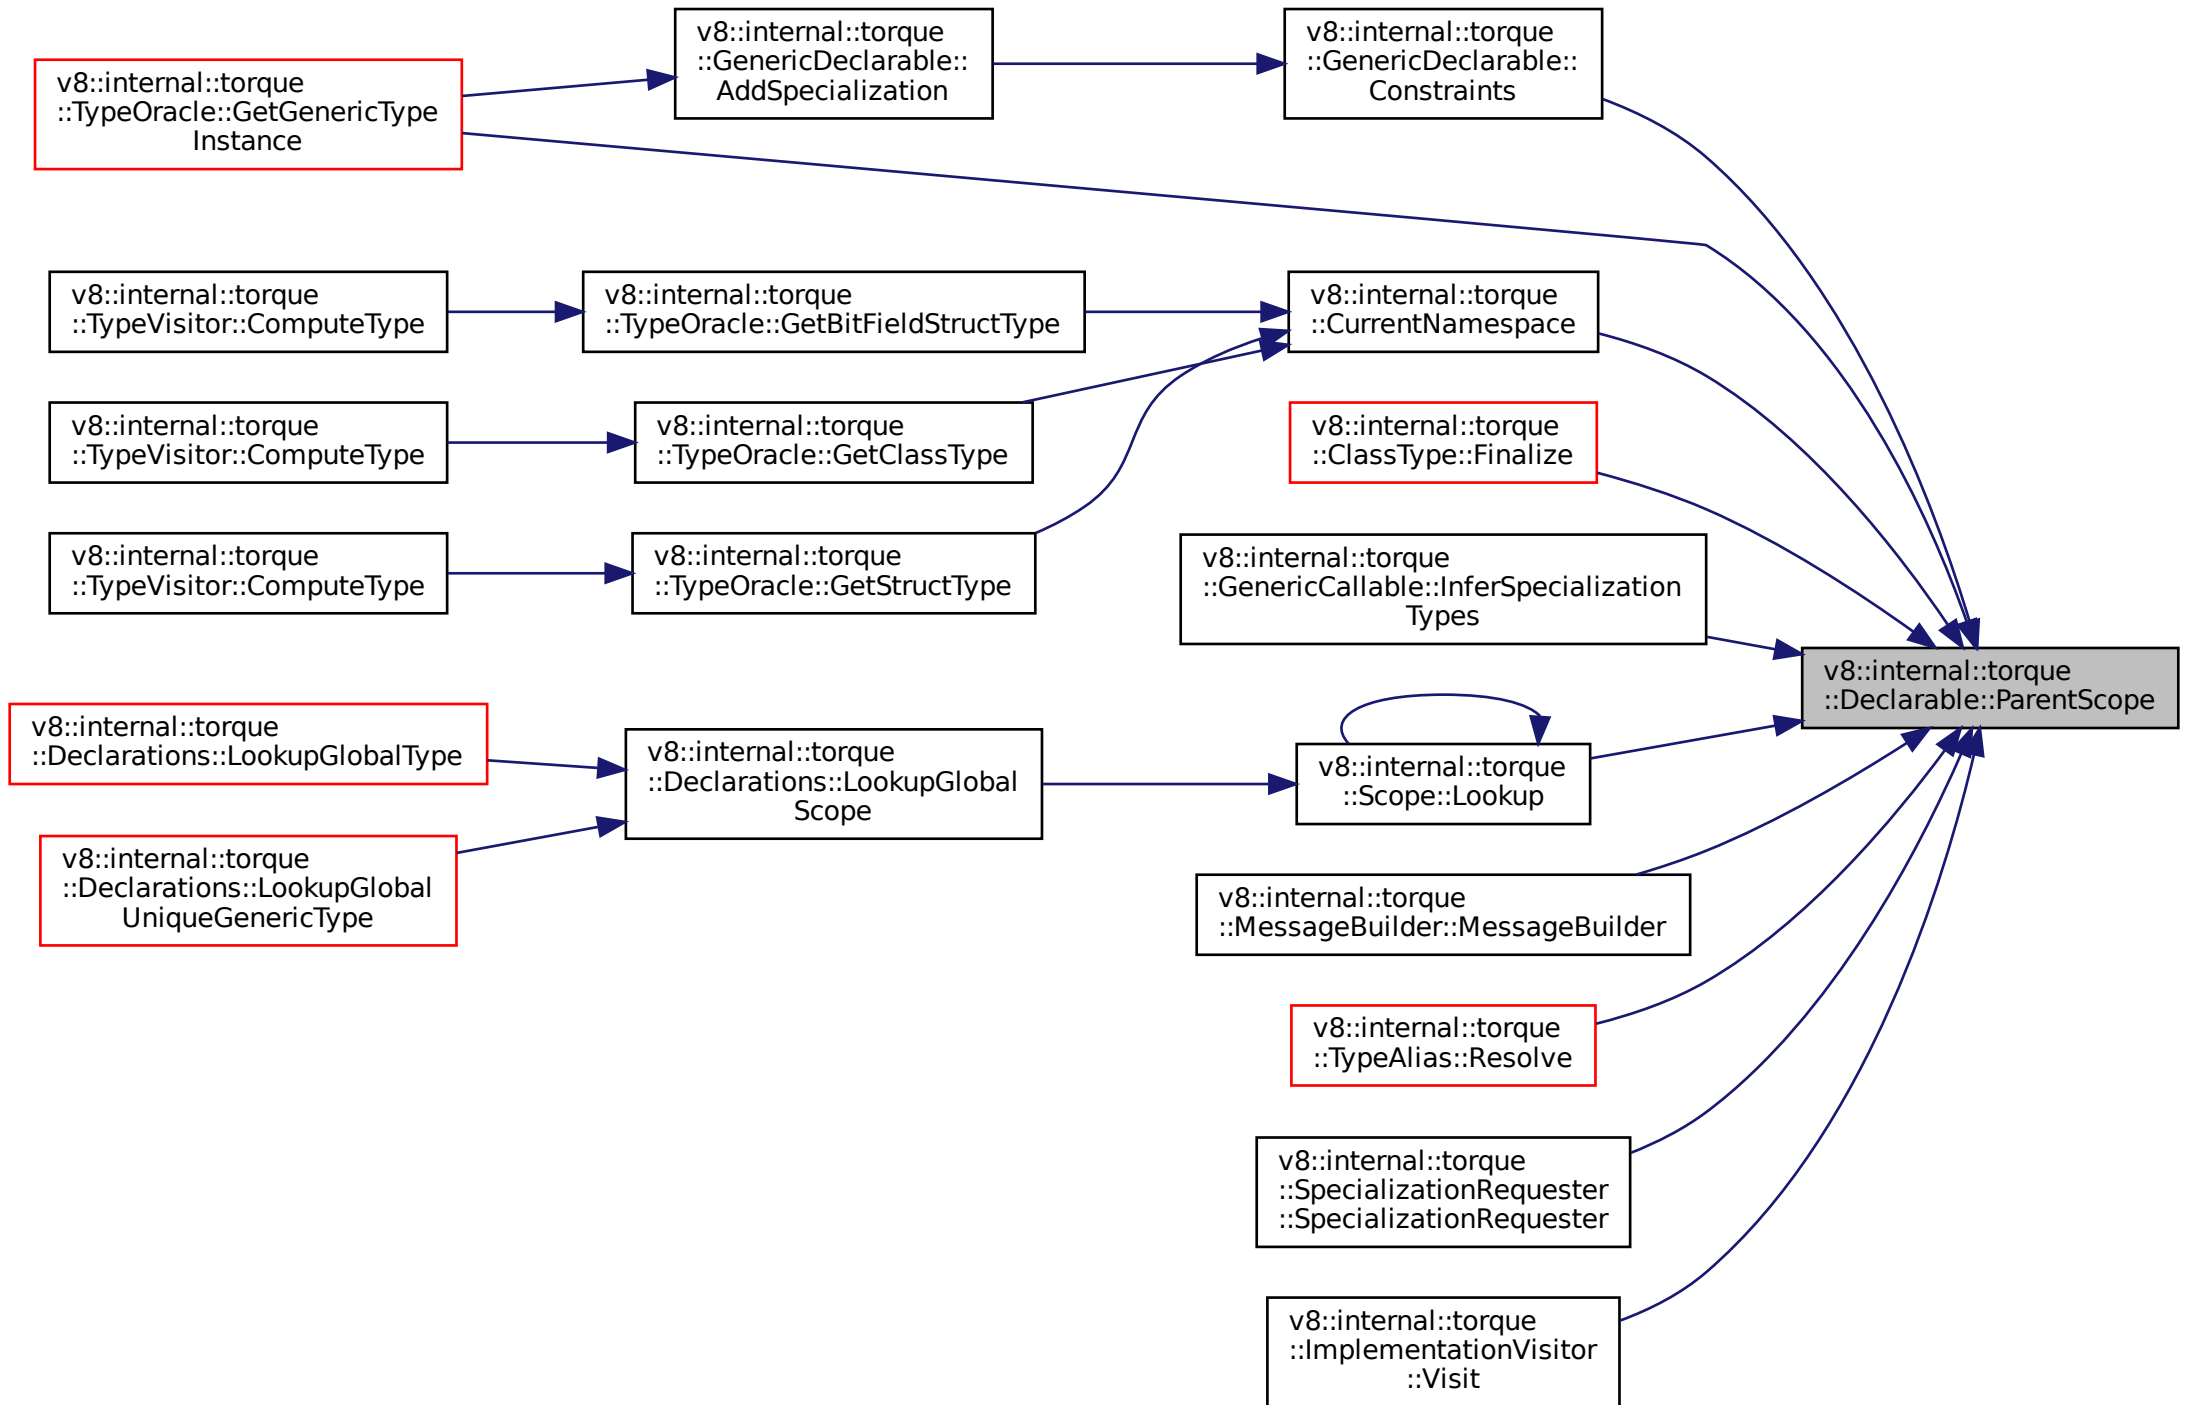 v8::internal::torque
::GenericDeclarable::
AddSpecialization
v8::internal::torque
::GenericDeclarable::
Constraints
v8::internal::torque
::TypeOracle::GetGenericType
Instance
v8::internal::torque
::TypeVisitor::ComputeType
v8::internal::torque
::TypeOracle::GetBitFieldStructType
v8::internal::torque
::CurrentNamespace
v8::internal::torque
::TypeVisitor::ComputeType
v8::internal::torque
::TypeOracle::GetClassType
v8::internal::torque
::ClassType::Finalize
v8::internal::torque
::TypeVisitor::ComputeType
v8::internal::torque
::TypeOracle::GetStructType
v8::internal::torque
::GenericCallable::InferSpecialization
Types
v8::internal::torque
::Declarable::ParentScope
v8::internal::torque
::Declarations::LookupGlobalType
v8::internal::torque
::Declarations::LookupGlobal
Scope
v8::internal::torque
::Scope::Lookup
v8::internal::torque
::Declarations::LookupGlobal
UniqueGenericType
v8::internal::torque
::MessageBuilder::MessageBuilder
v8::internal::torque
::TypeAlias::Resolve
v8::internal::torque
::SpecializationRequester
::SpecializationRequester
v8::internal::torque
::ImplementationVisitor
::Visit